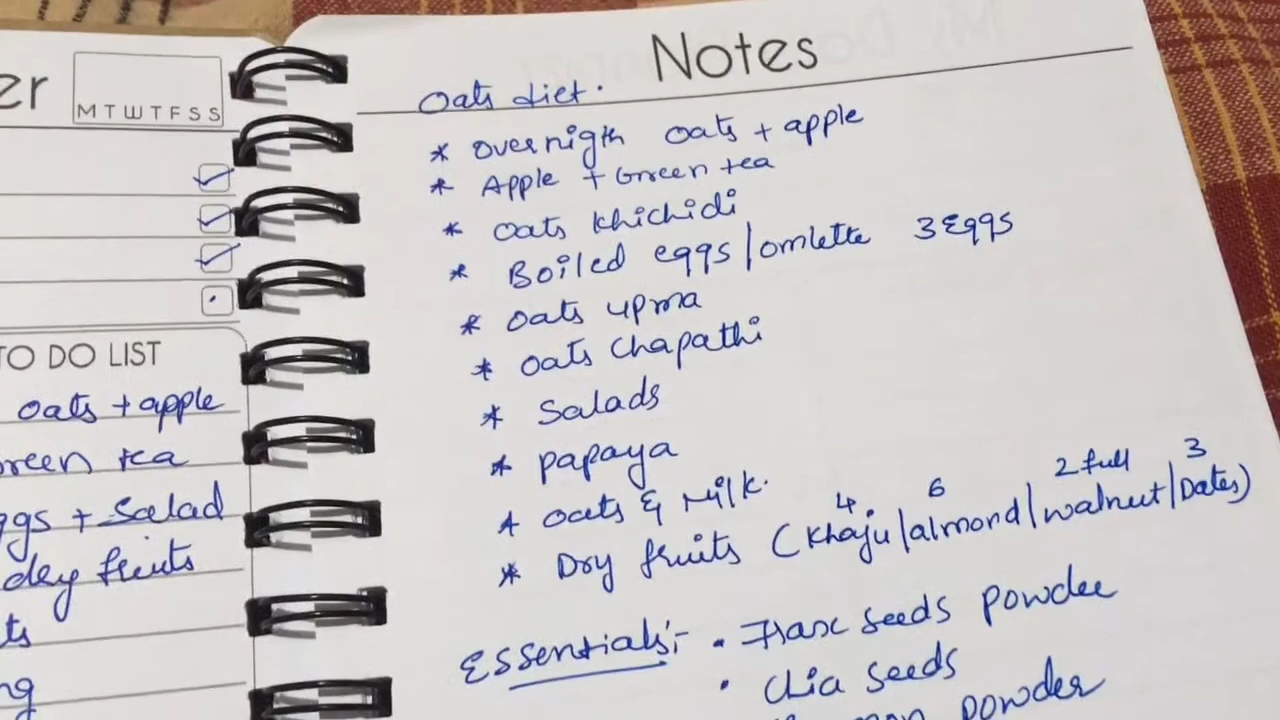 er
M T W T F S S
TO DO LIST
oats + apple
reen tea
ggs + Salad
dry fruits
ts
ng
Notes
Oats diet.
* overnigth oats + apple
* Apple + Green tea
* oats khichidi
* Boiled eggs/omlette 3 Eggs
* oats upma
* oats chapathi
* Salads
* papaya
* oats & Milk.
4 6 2 full 3
* Dry fruits (Khaju/almond/walnut/Dates)
Essentials:- • Flax seeds powder
• Chia seeds
powder